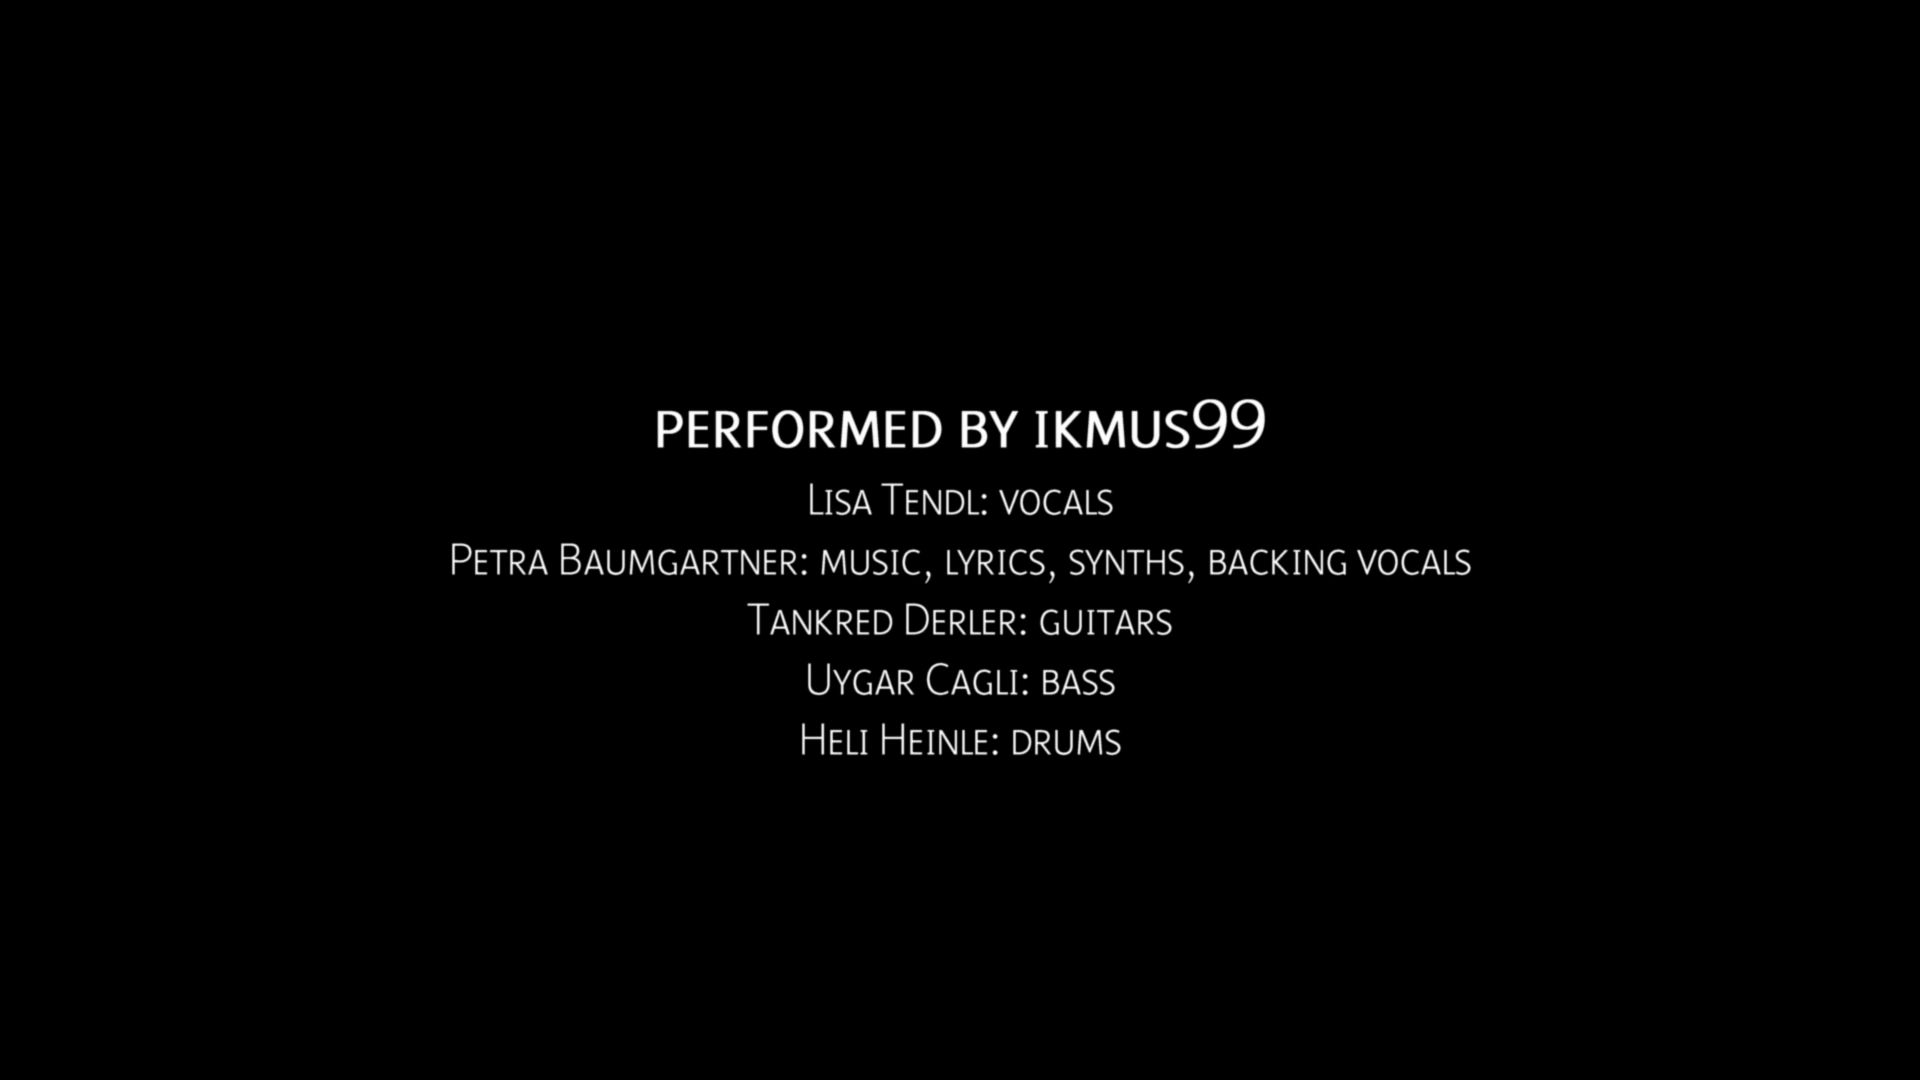 PERFORMED BY IKMUS99
LISA TENDL: VOCALS
PETRA BAUMGARTNER: MUSIC, LYRICS, SYNTHS, BACKING VOCALS
TANKRED DERLER: GUITARS
UYGAR CAGLI: BASS
HELI HEINLE: DRUMS